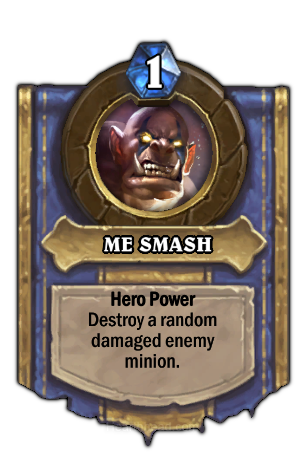 1
ME SMASH
Hero Power
Destroy a random
damaged enemy
minion.